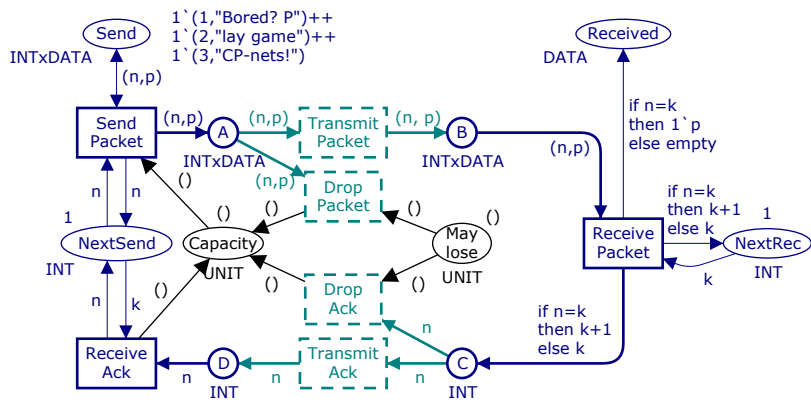 Send
1`(1,"Bored? P")++
1`(2,"lay game")++
1`(3,"CP-nets!")
INTxDATA
(n,p)
Received
DATA
Send
Packet
(n,p)
A
INTxDATA
(n,p)
Transmit
Packet
(n, p)
B
INTxDATA
(n,p)
if n=k
then 1`p
else empty
(n,p)
Drop
Packet
()
()
n
n
()
()
()
1
NextSend
INT
Capacity
UNIT
May
lose
UNIT
Receive
Packet
if n=k
then k+1
else k
1
NextRec
INT
k
n
k
()
()
()
Drop
Ack
n
if n=k
then k+1
else k
Receive
Ack
n
D
INT
n
Transmit
Ack
n
C
INT